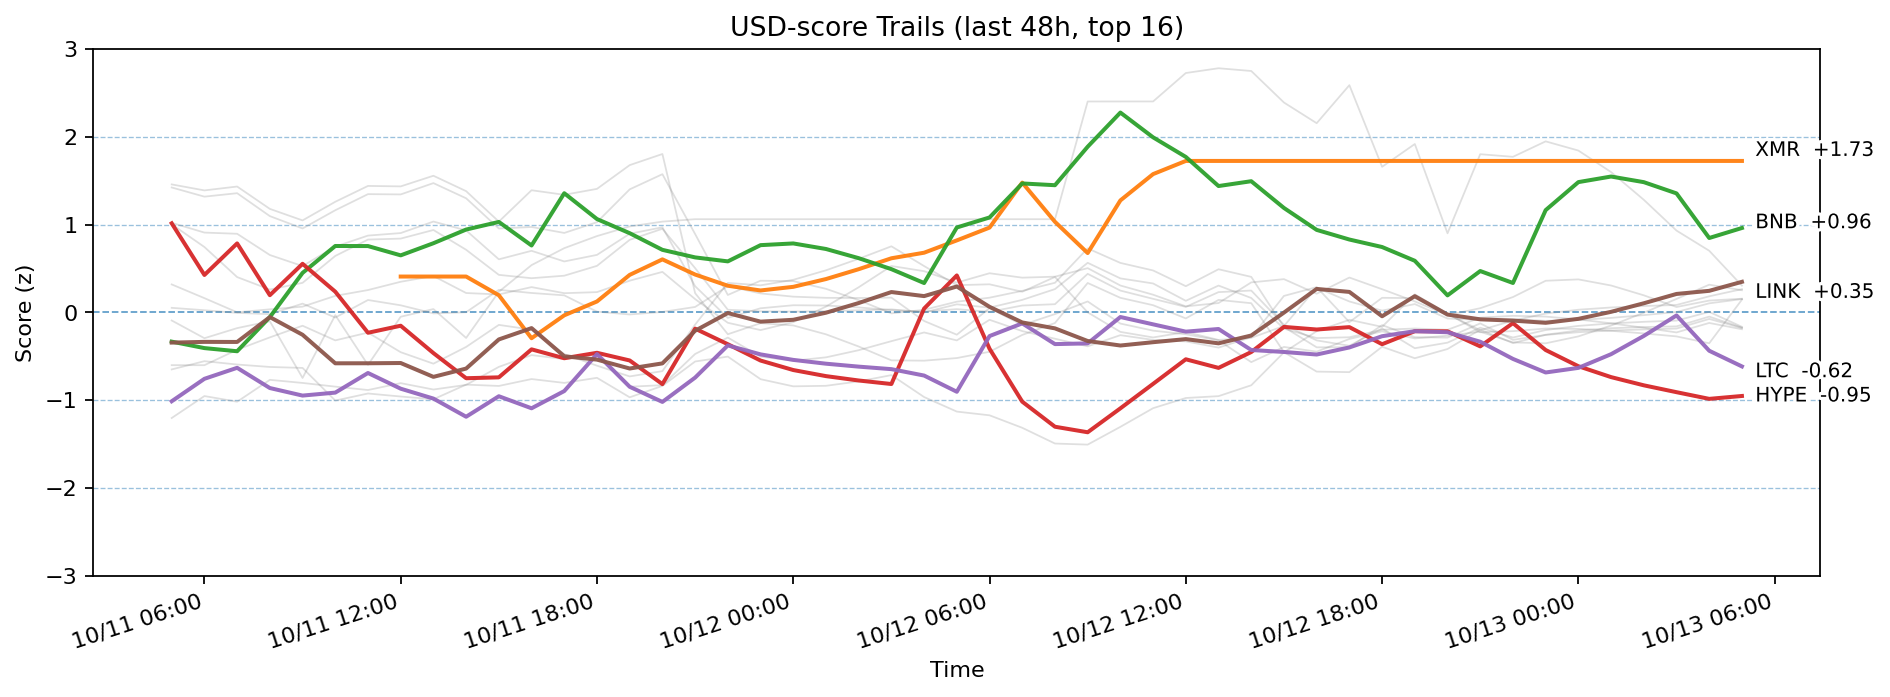 USD-score Trails (last 48h, top 16)
Score (z)
3
2
1
0
−1
−2
−3
XMR +1.73
BNB +0.96
LINK +0.35
LTC -0.62
HYPE -0.95
10/11 06:00
10/11 12:00
10/11 18:00
10/12 00:00
10/12 06:00
10/12 12:00
10/12 18:00
10/13 00:00
10/13 06:00
Time